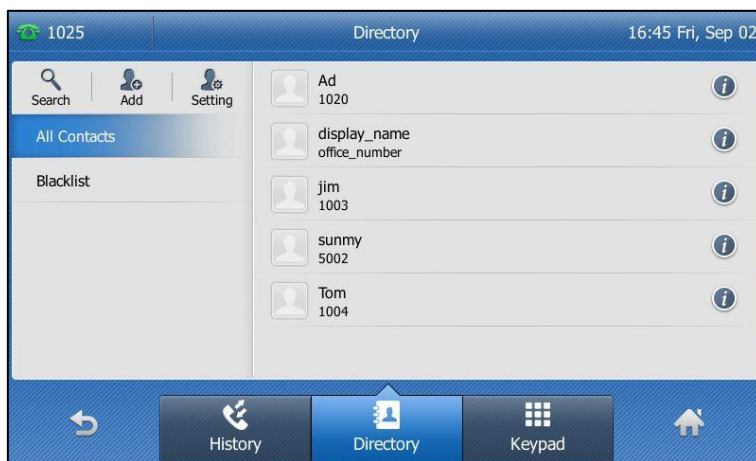 1025 Directory 16:45 Fri, Sep 02
Search Add Setting
All Contacts
Blacklist
Ad
1020
display_name
office_number
jim
1003
sunmy
5002
Tom
1004
History Directory Keypad